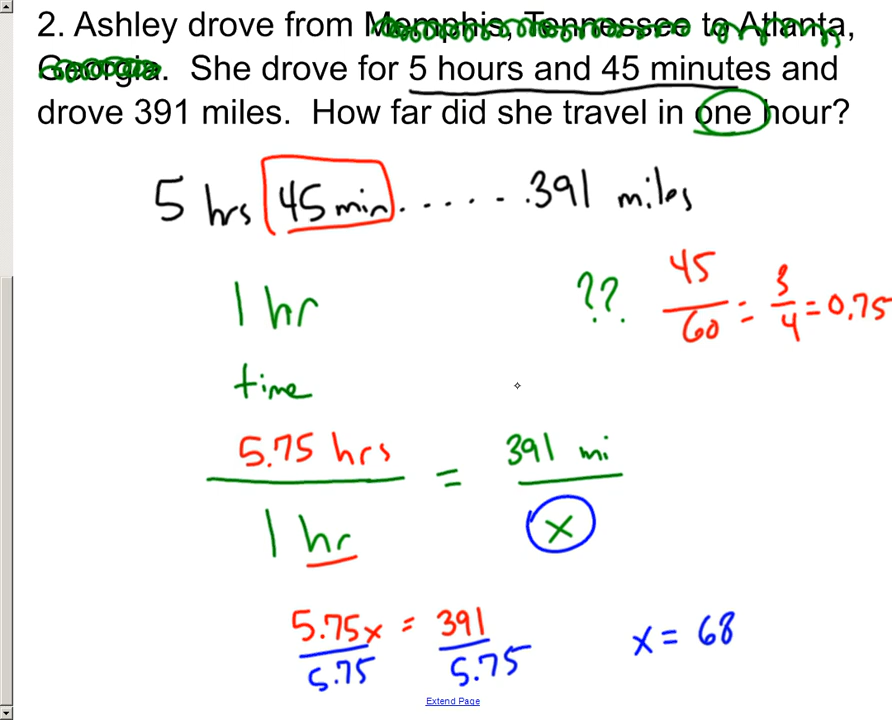 2. Ashley drove from Memphis, Tennessee to Atlanta,
Georgia. She drove for 5 hours and 45 minutes and
drove 391 miles. How far did she travel in one hour?
5 hrs 45 min . . . . . . . 391 miles
1 hr ??
45/60 = 3/4 = 0.75
time
5.75 hrs = 391 mi
1 hr x
5.75x = 391
5.75 5.75
x = 68
Extend Page